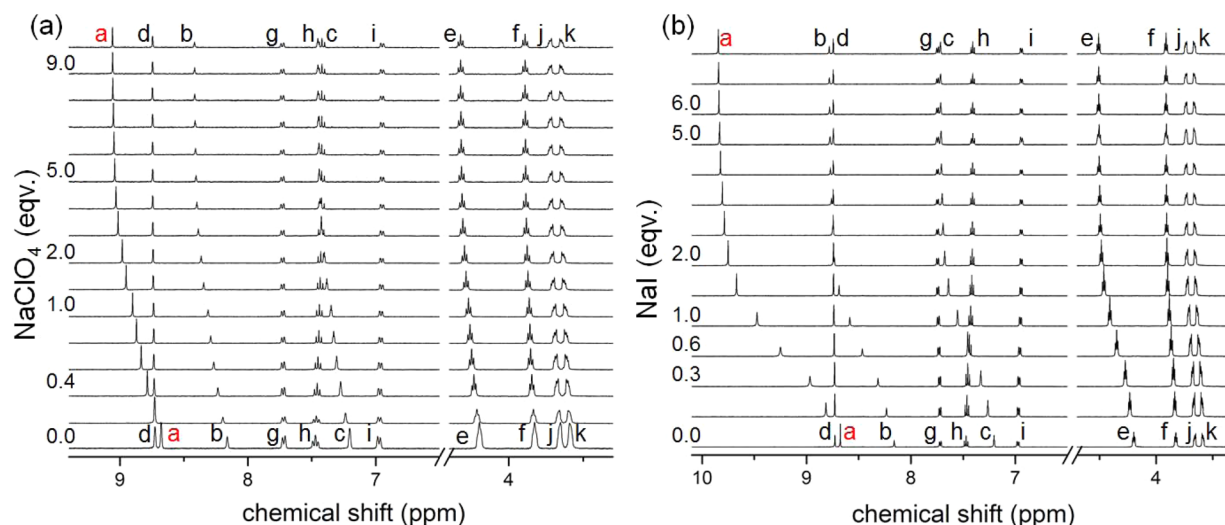 (a)
a d b g h c i e f j k
9.0
5.0
2.0
1.0
0.4
0.0
d a b g h c i e f j k
NaClO4 (eqv.)
9 8 7 4
chemical shift (ppm)
(b)
a b d g c h i e f j k
6.0
5.0
2.0
1.0
0.6
0.3
0.0
d a b g h c i e f j k
NaI (eqv.)
10 9 8 7 4
chemical shift (ppm)